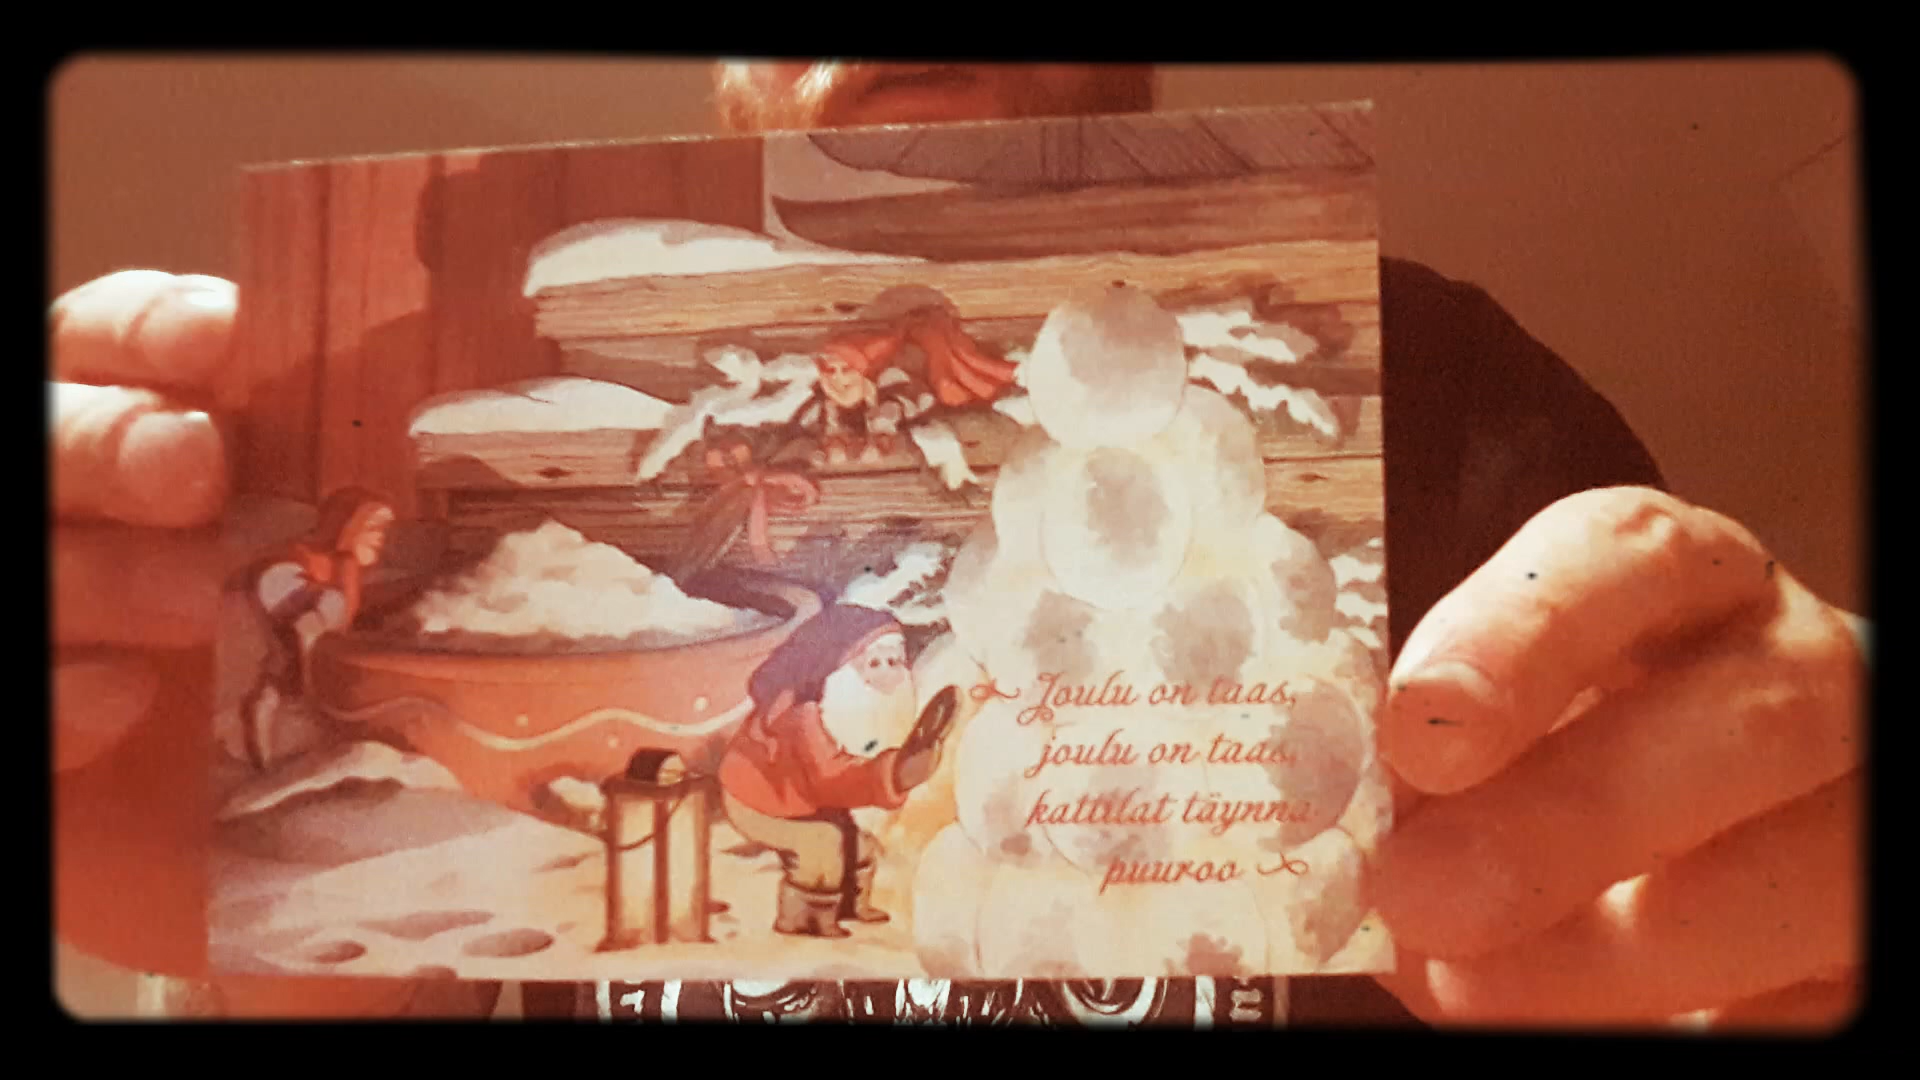 Joulu on taas,
joulu on taas,
kattilat täynnä
puuroo